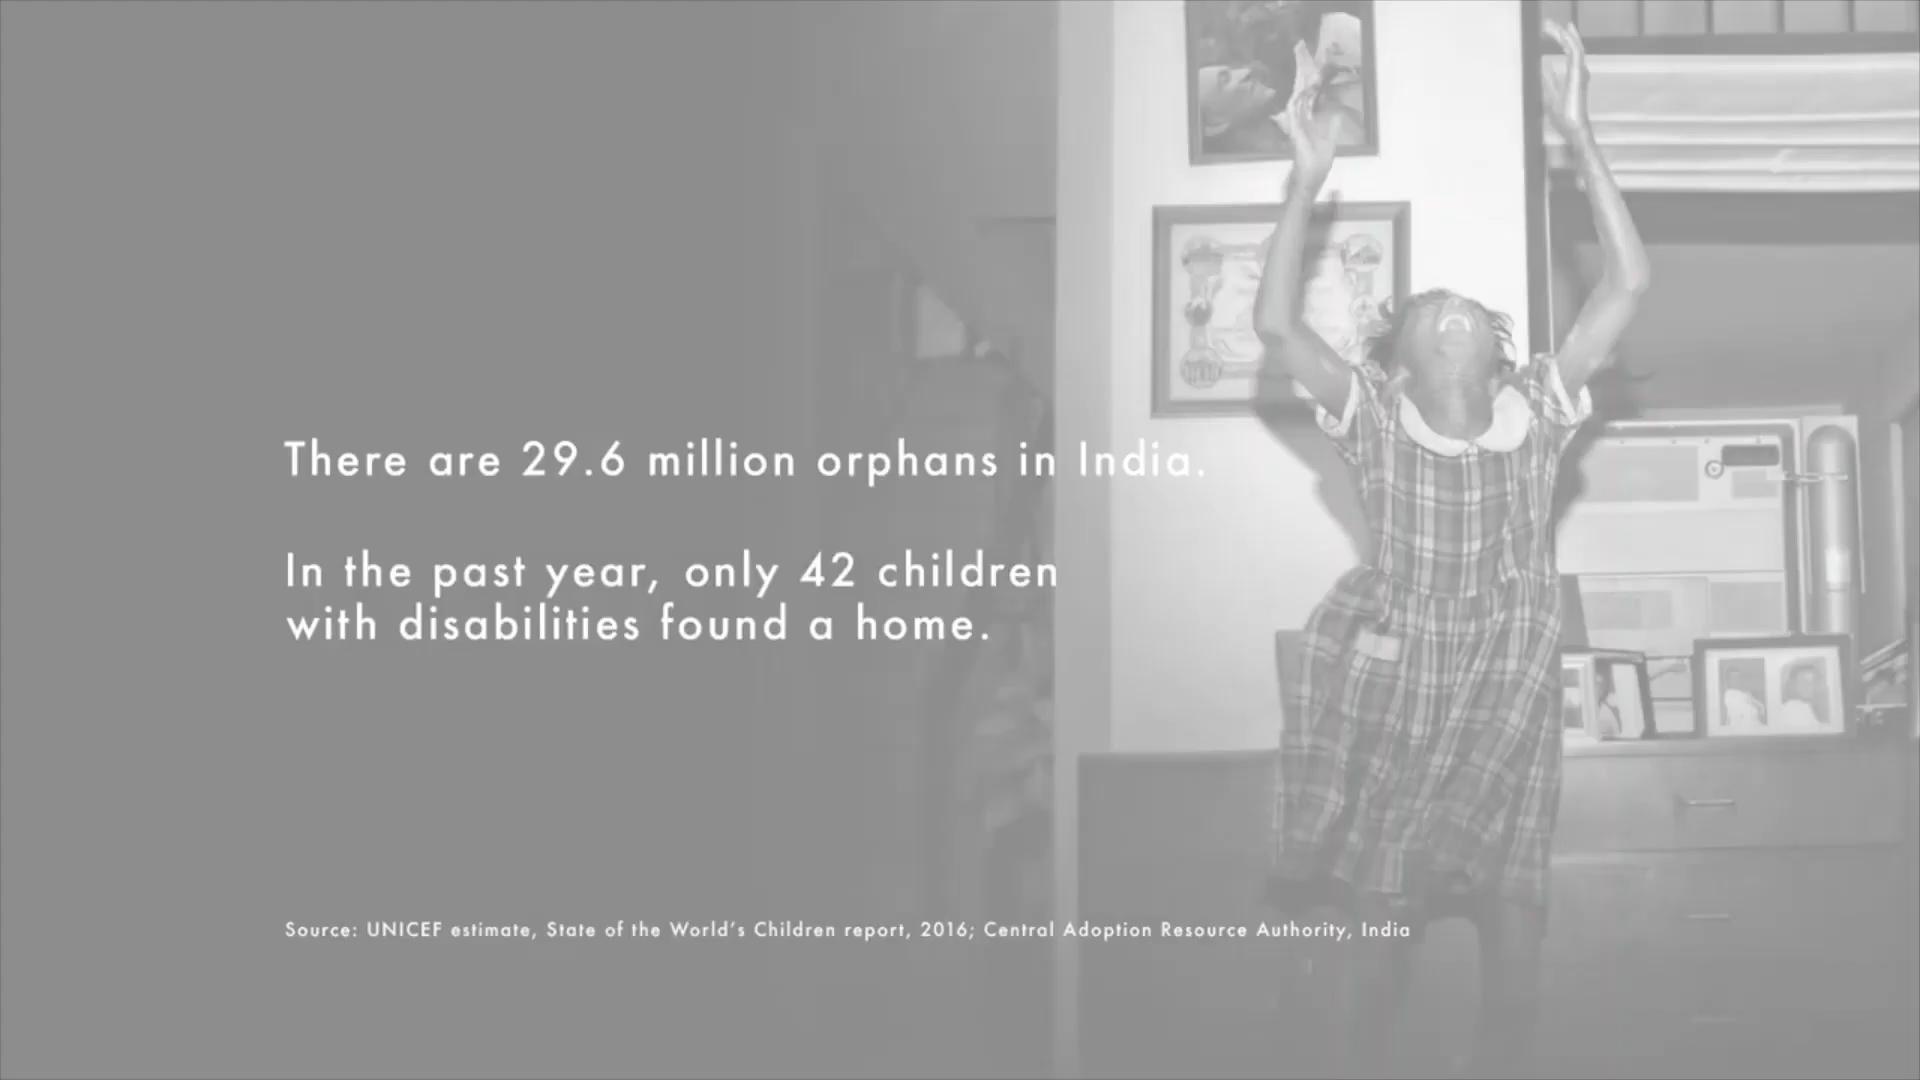 There are 29.6 million orphans in India.
In the past year, only 42 children
with disabilities found a home.
Source: UNICEF estimate, State of the World's Children report, 2016; Central Adoption Resource Authority, India